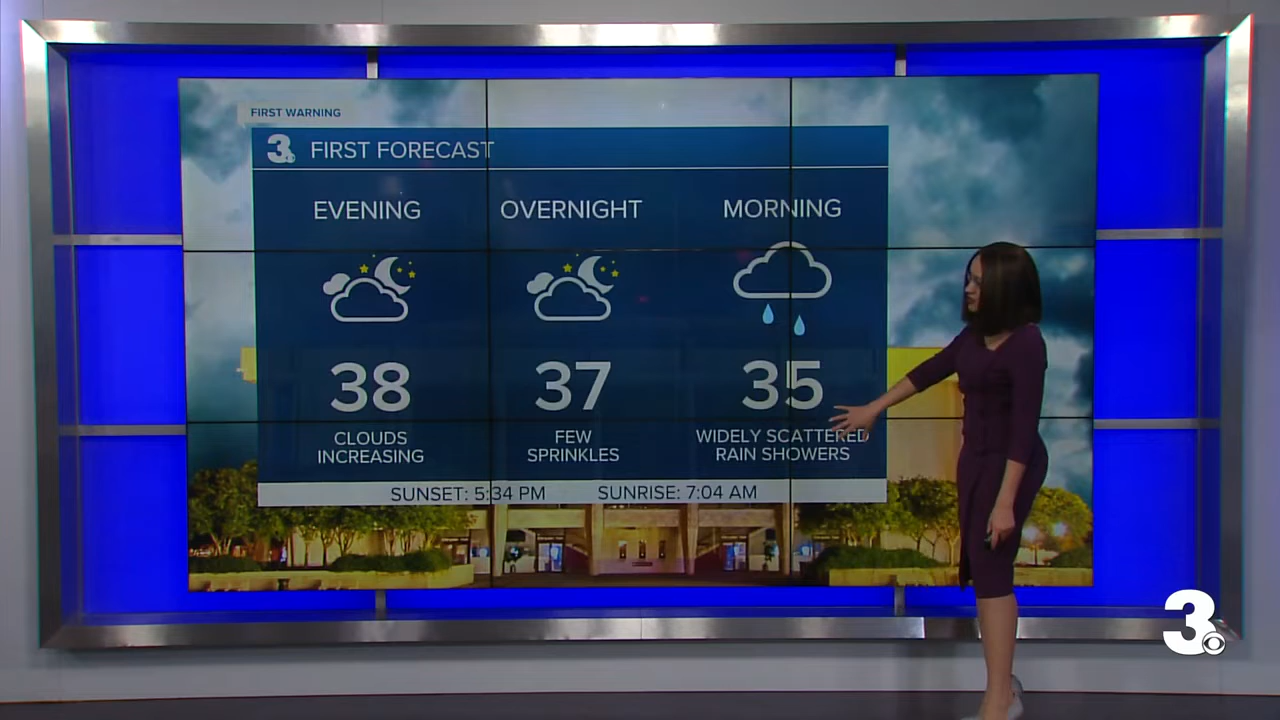 FIRST WARNING
3 FIRST FORECAST
EVENING
OVERNIGHT
MORNING
38
37
35
CLOUDS
INCREASING
FEW
SPRINKLES
WIDELY SCATTERED
RAIN SHOWERS
SUNSET: 5:34 PM
SUNRISE: 7:04 AM
3